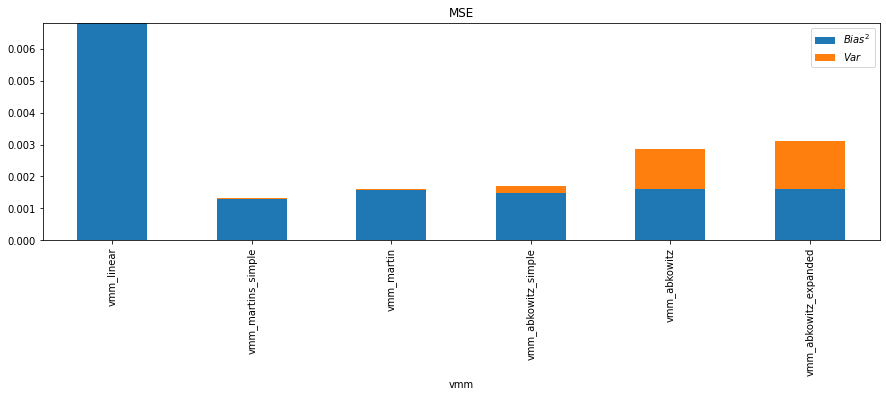 MSE
Bias²
Var
0.006
0.005
0.004
0.003
0.002
0.001
0.000
vmm_linear
vmm_martins_simple
vmm_martin
vmm_abkowitz_simple
vmm_abkowitz
vmm_abkowitz_expanded
vmm